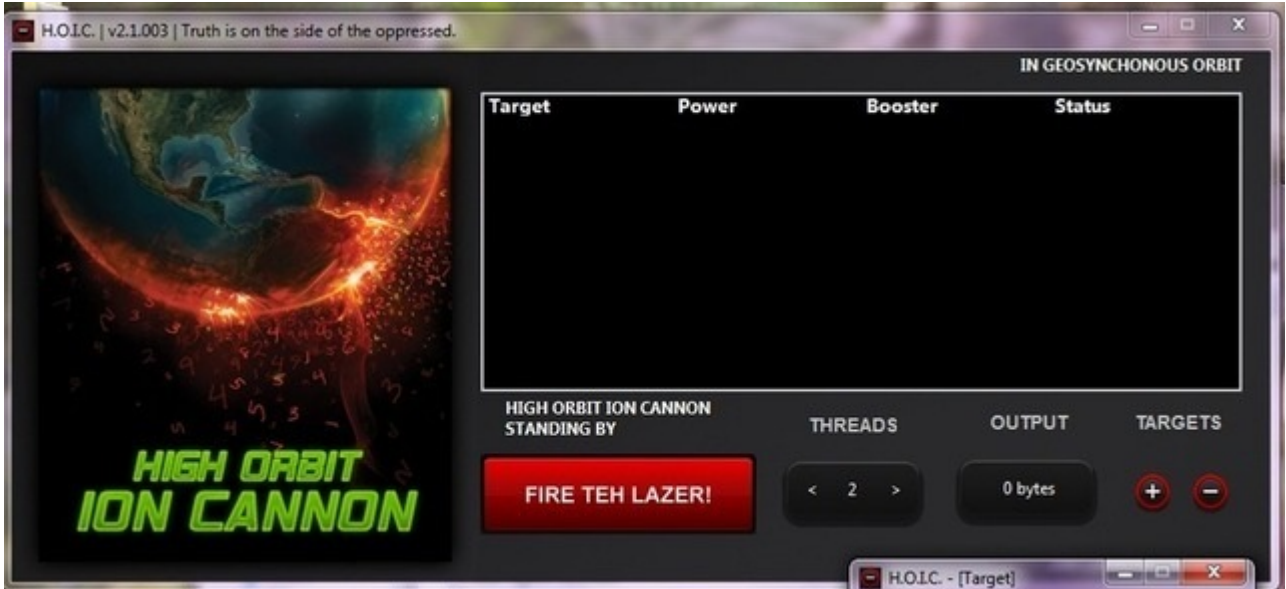 H.O.I.C. | v2.1.003 | Truth is on the side of the oppressed.
IN GEOSYNCHONOUS ORBIT
Target Power Booster Status
HIGH ORBIT
ION CANNON
HIGH ORBIT ION CANNON
STANDING BY
THREADS OUTPUT TARGETS
FIRE TEH LAZER!
< 2 > 0 bytes + -
H.O.I.C. - [Target]